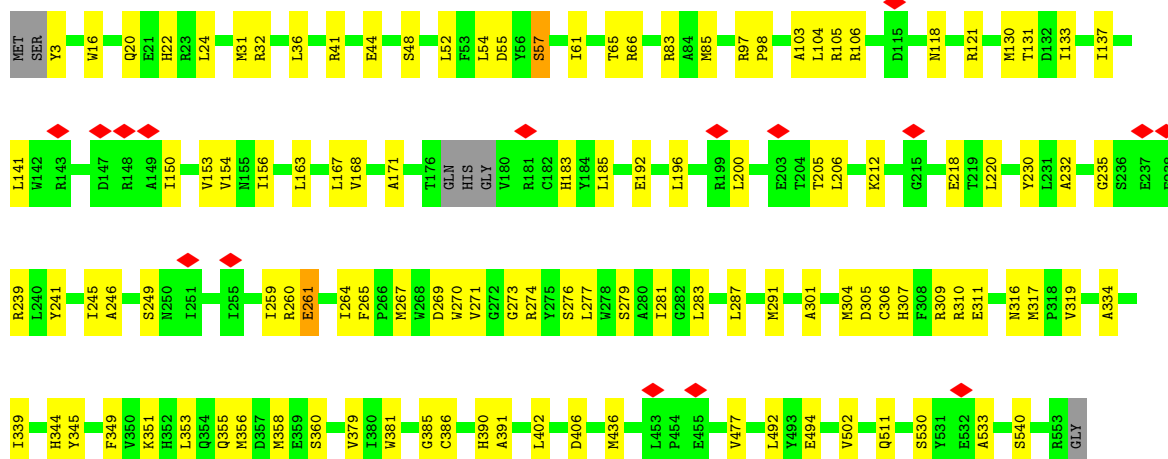 MET SER Y3 W16 Q20 E21 H22 R23 L24 M31 R32 L36 R41 E44 S48 L52 F53 L54 D55 Y56 S57 I61 T65 R66 R83 A84 M85 R97 P98 A103 L104 R105 R106 D115 N118 R121 M130 T131 D132 I133 I137
L141 W142 R143 D147 R148 A149 I150 V153 V154 N155 I156 L163 L167 V168 A171 T176 GLN HIS GLY V180 R181 C182 H183 Y184 L185 E192 L196 R199 L200 E203 T204 T205 L206 K212 G215 E218 T219 L220 Y230 L231 A232 G235 S236 E237
R239 L240 Y241 I245 A246 S249 N250 I251 I255 I259 R260 E261 I264 F265 P266 M267 W268 D269 W270 V271 G272 G273 R274 Y275 S276 L277 W278 S279 A280 I281 G282 L283 L287 M291 A301 M304 D305 C306 H307 F308 R309 R310 E311 N316 M317 P318 V319 A334
I339 H344 Y345 F349 V350 K351 H352 L353 Q354 Q355 M356 D357 M358 E359 S360 V379 I380 W381 G385 C386 H390 A391 L402 D406 M436 L453 P454 E455 V477 L492 Y493 E494 V502 Q511 S530 Y531 E532 A533 S540 R553 GLY